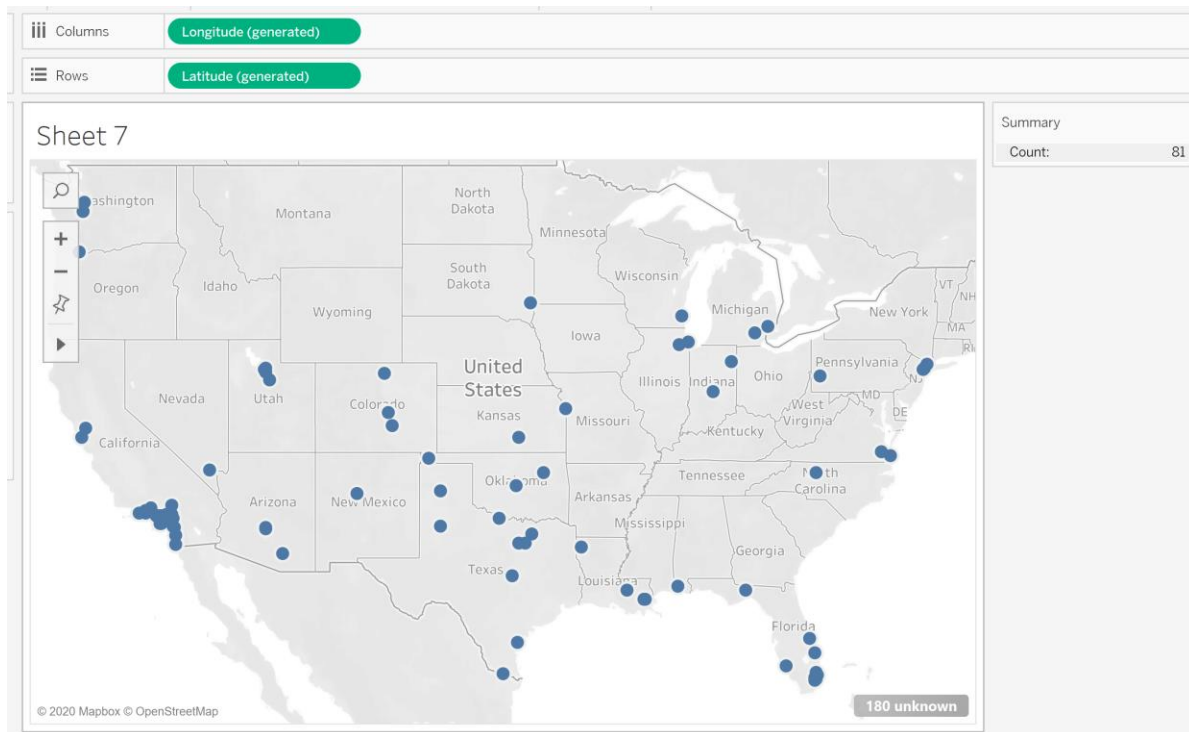 Columns
Longitude (generated)
Rows
Latitude (generated)
Sheet 7
Summary
Count: 81
North
Dakota
Montana
Minnesota
South
Dakota
Wisconsin
Michigan
VT
NH
Oregon
Idaho
Wyoming
New York
MA
Iowa
United
States
Pennsylvania
Nevada
Utah
Colorado
Kansas
Illinois
Indiana
Ohio
NJ
MD
DE
West
Virginia
Missouri
Kentucky
California
Tennessee
Arizona
New Mexico
Arkansas
Carolina
Mississippi
Georgia
Texas
Louisiana
Florida
© 2020 Mapbox © OpenStreetMap
180 unknown